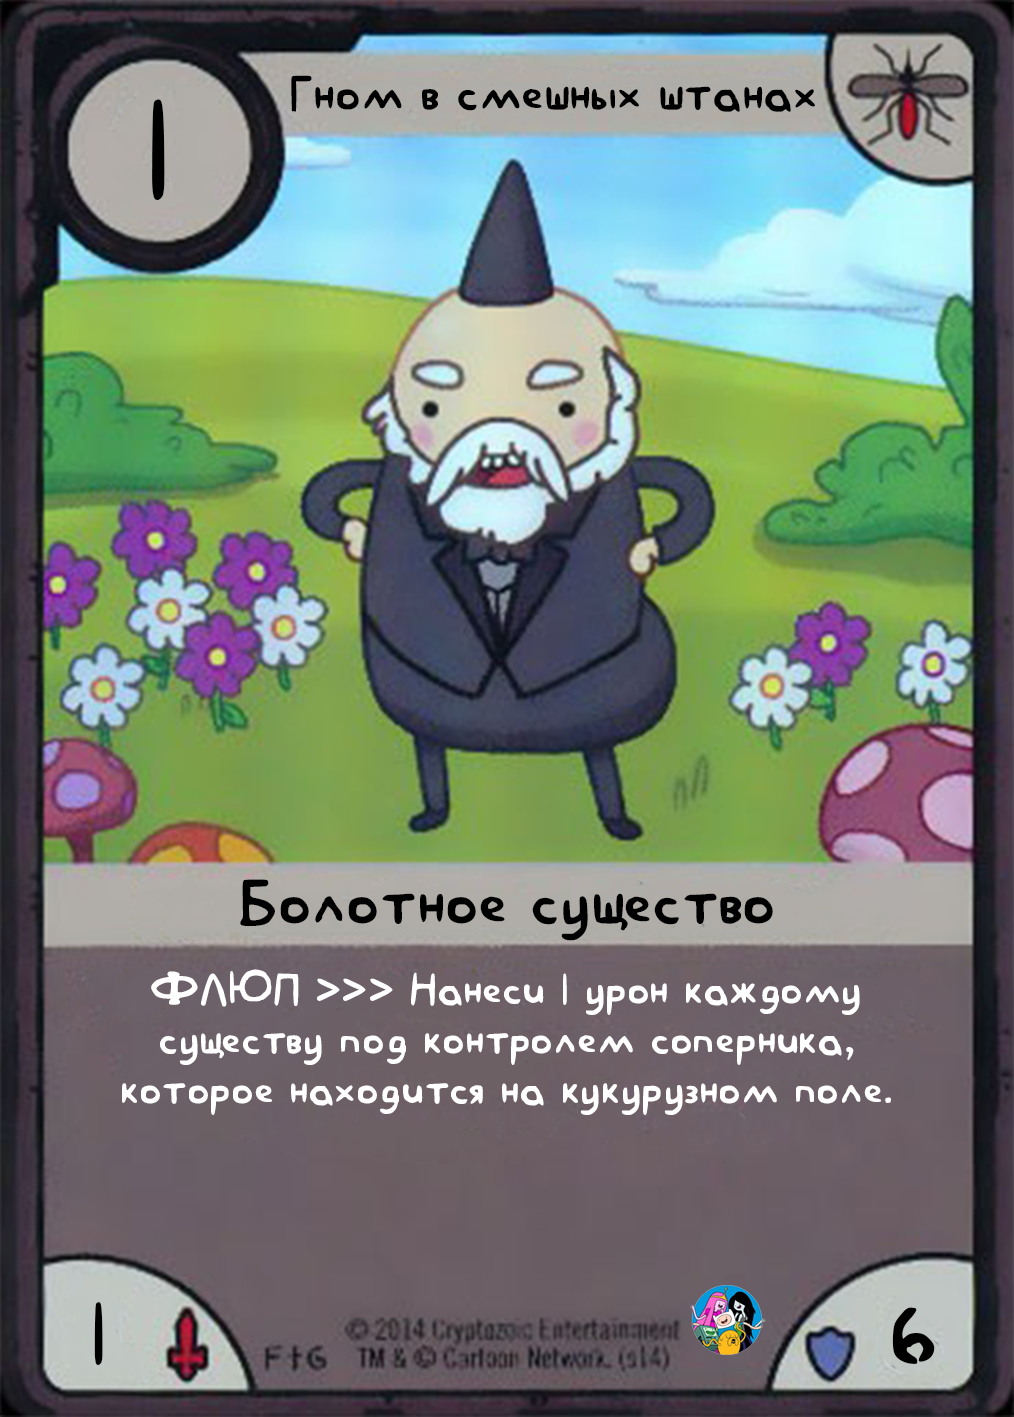 1
Гном в смешных штанах
Болотное существо
ФЛЮП >>> Нанеси 1 урон каждому
существу под контролем соперника,
которое находится на кукурузном поле.
1
© 2014 Cryptozoic Entertainment
F+G TM & © Cartoon Network. (s14)
6